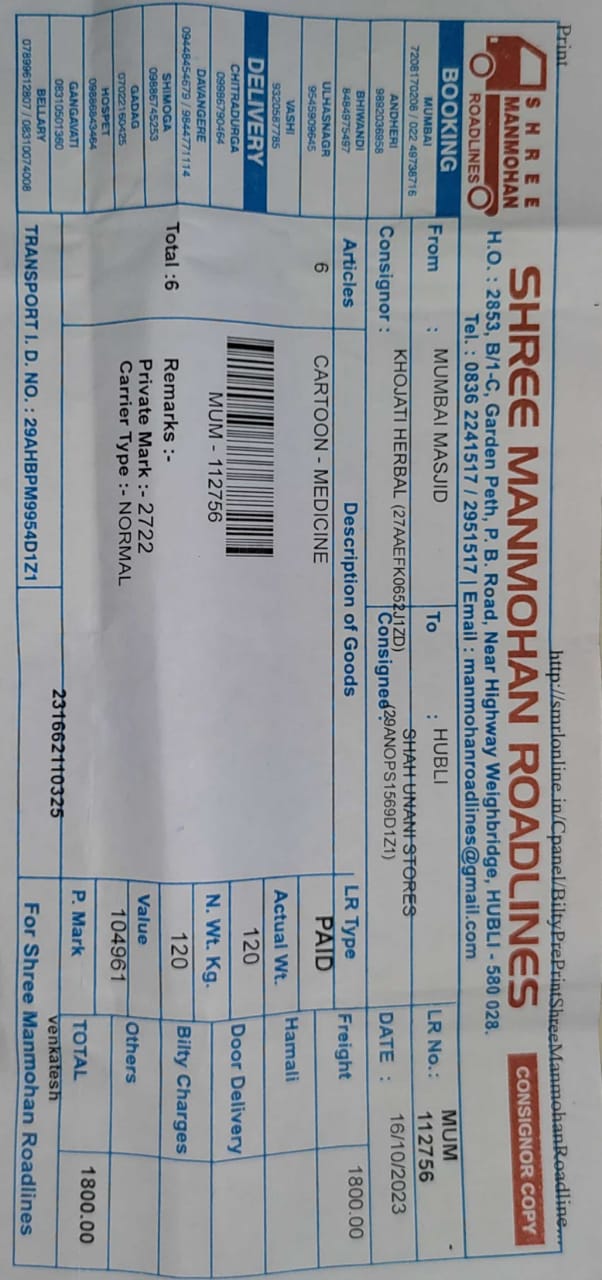 Print
http://smrlonline.in/Cpanel/BiltyPrePrintShreeManmohanRoadline...
SHREE
MANMOHAN
ROADLINES
SHREE MANMOHAN ROADLINES
CONSIGNOR COPY
H.O. : 2853, B/1-C, Garden Peth, P. B. Road, Near Highway Weighbridge, HUBLI - 580 028.
Tel. : 0836 2241517 / 2951517 | Email : manmohanroadlines@gmail.com
BOOKING
MUMBAI
7208170206 / 022 49738716
ANDHERI
9892036958
BHIWANDI
8484975497
ULHASNAGR
9545909645
VASHI
9320587785
DELIVERY
CHITRADURGA
09986790464
DAVANGERE
09448454679 / 9844771114
SHIMOGA
09886745253
GADAG
07022160425
HOSPET
09886843464
GANGAVATI
08310501360
BELLARY
07899612807 / 08310074008
From : MUMBAI MASJID
To : HUBLI
LR No.: MUM
112756
Consignor : KHOJATI HERBAL (27AAEFK0652J1ZD)
Consignee : SHAH UNANI STORES
(29ANOPS1569D1Z1)
DATE : 16/10/2023
Articles
Description of Goods
LR Type
Freight
1800.00
6
CARTOON - MEDICINE
PAID
Actual Wt.
Hamali
120
Door Delivery
MUM - 112756
N. Wt. Kg.
120
Bilty Charges
Total :6
Remarks :-
Private Mark :- 2722
Carrier Type :- NORMAL
Value
Others
104961
P. Mark
TOTAL
1800.00
231662110325
venkatesh
TRANSPORT I. D. NO. : 29AHBPM9954D1Z1
For Shree Manmohan Roadlines